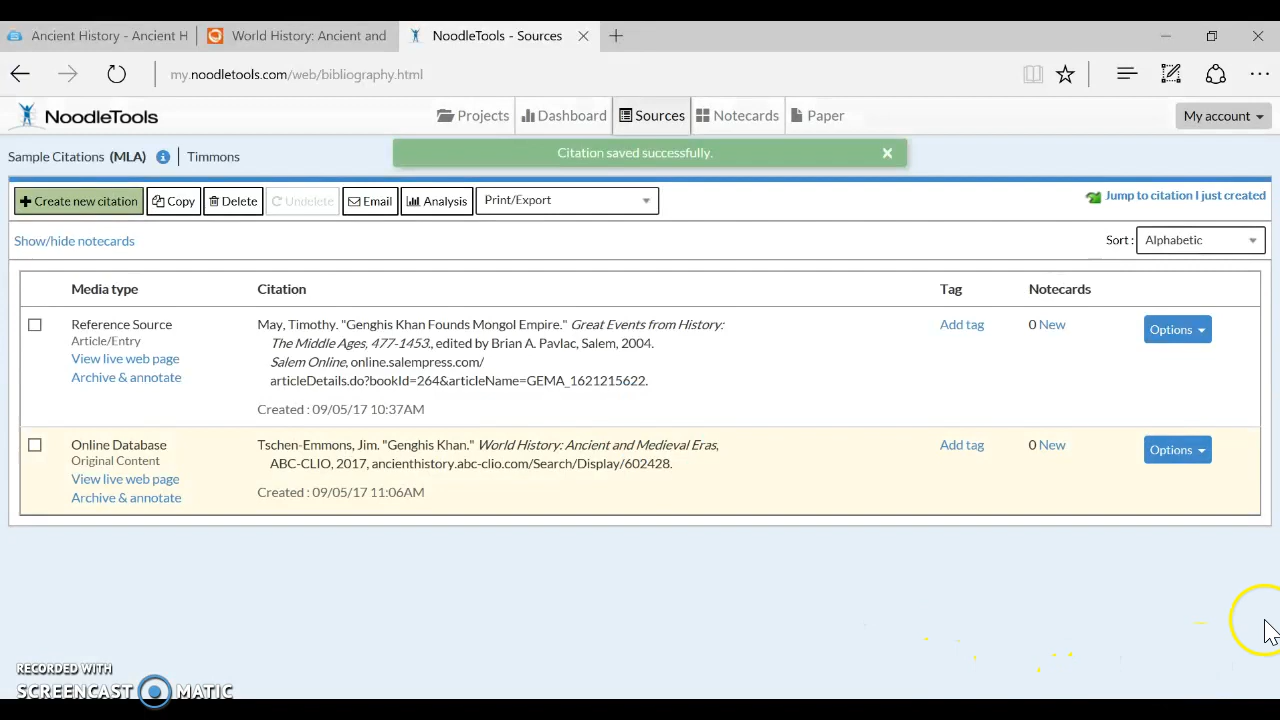 Ancient History - Ancient H
World History: Ancient and
NoodleTools - Sources
my.noodletools.com/web/bibliography.html
NoodleTools
Projects
Dashboard
Sources
Notecards
Paper
My account
Sample Citations (MLA)
Timmons
Citation saved successfully.
Create new citation
Copy
Delete
Undelete
Email
Analysis
Print/Export
Jump to citation I just created
Show/hide notecards
Sort :
Alphabetic
Media type
Citation
Tag
Notecards
Reference Source
Article/Entry
View live web page
Archive & annotate
May, Timothy. "Genghis Khan Founds Mongol Empire." Great Events from History:
The Middle Ages, 477-1453., edited by Brian A. Pavlac, Salem, 2004.
Salem Online, online.salempress.com/
articleDetails.do?bookId=264&articleName=GEMA_1621215622.
Created : 09/05/17 10:37AM
Add tag
0 New
Options
Online Database
Original Content
View live web page
Archive & annotate
Tschen-Emmons, Jim. "Genghis Khan." World History: Ancient and Medieval Eras,
ABC-CLIO, 2017, ancienthistory.abc-clio.com/Search/Display/602428.
Created : 09/05/17 11:06AM
Add tag
0 New
Options
RECORDED WITH
SCREENCAST MATIC